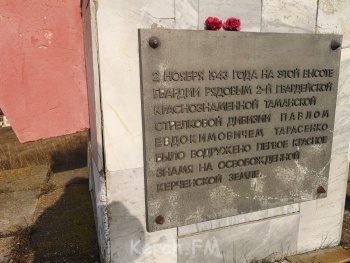 2 НОЯБРЯ 1943 ГОДА НА ЭТОЙ ВЫСОТЕ
ГВАРДИИ РЯДОВЫМ 2-Й ГВАРДЕЙСКОЙ
КРАСНОЗНАМЕННОЙ ТАМАНСКОЙ
СТРЕЛКОВОЙ ДИВИЗИИ ПАВЛОМ
ЕВДОКИМОВИЧЕМ ТАРАСЕНКО
БЫЛО ВОДРУЖЕНО ПЕРВОЕ КРАСНОЕ
ЗНАМЯ НА ОСВОБОЖДЕННОЙ
КЕРЧЕНСКОЙ ЗЕМЛЕ.
Kerch.FM